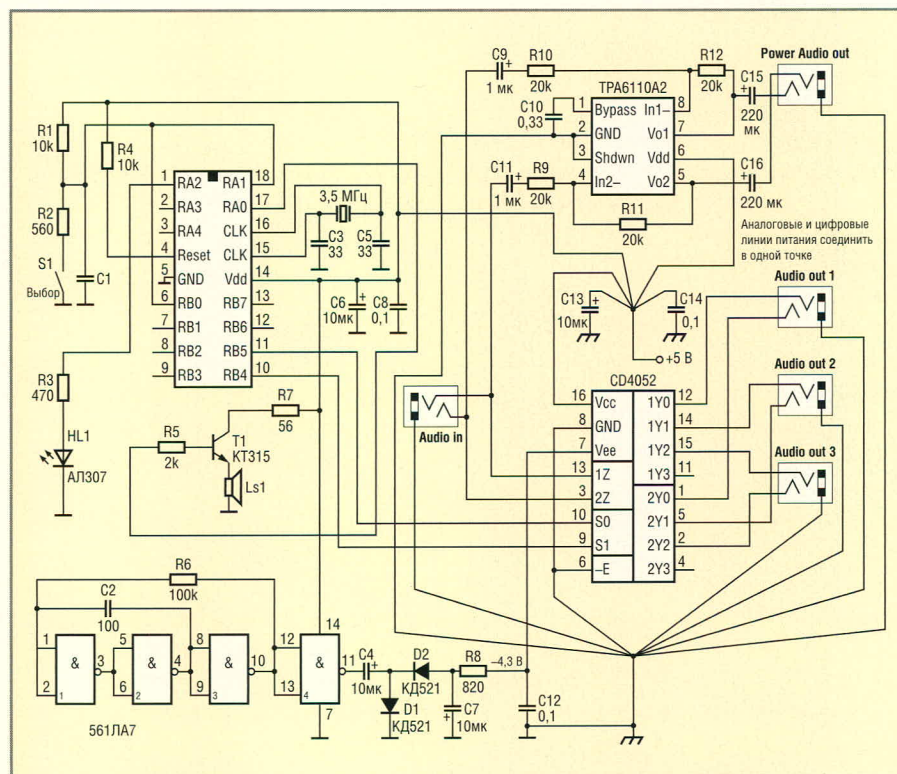 R1
10k
R4
10k
R2
560
S1
Выбор
C1
R3
470
HL1
АЛ307
1 RA2 RA1 18
2 RA3 RA0 17
3 RA4 CLK 16
4 Reset CLK 15
5 GND Vdd 14
6 RB0 RB7 13
7 RB1 RB6 12
8 RB2 RB5 11
9 RB3 RB4 10
3,5 МГц
C3
33
C5
33
C6
10мк
+
C8
0,1
R7
56
R5
2k
T1
КТ315
Ls1
C9
+
1 мк
R10
20k
R12
20k
C10
0,33
TPA6110A2
1 Bypass In1– 8
2 GND Vo1 7
3 Shdwn Vdd 6
4 In2– Vo2 5
C11
+
1 мк
R9
20k
R11
20k
C15
+
220
мк
C16
+
220 мк
Power Audio out
Аналоговые и цифровые
линии питания соединить
в одной точке
Audio out 1
Audio out 2
Audio out 3
Audio in
C13
+
10мк
C14
0,1
+5 В
CD4052
16 Vcc 1Y0 12
8 GND 1Y1 14
7 Vee 1Y2 15
13 1Z 1Y3 11
3 2Z 2Y0 1
10 S0 2Y1 5
9 S1 2Y2 2
6 –E 2Y3 4
R6
100k
C2
100
1
2
&
1
3
5
6
&
2
4
8
9
&
3
10
12
13
&
4
14
11
7
561ЛА7
C4
+
10мк
D2
КД521
D1
КД521
R8
820
–4,3 В
C7
+
10мк
C12
0,1